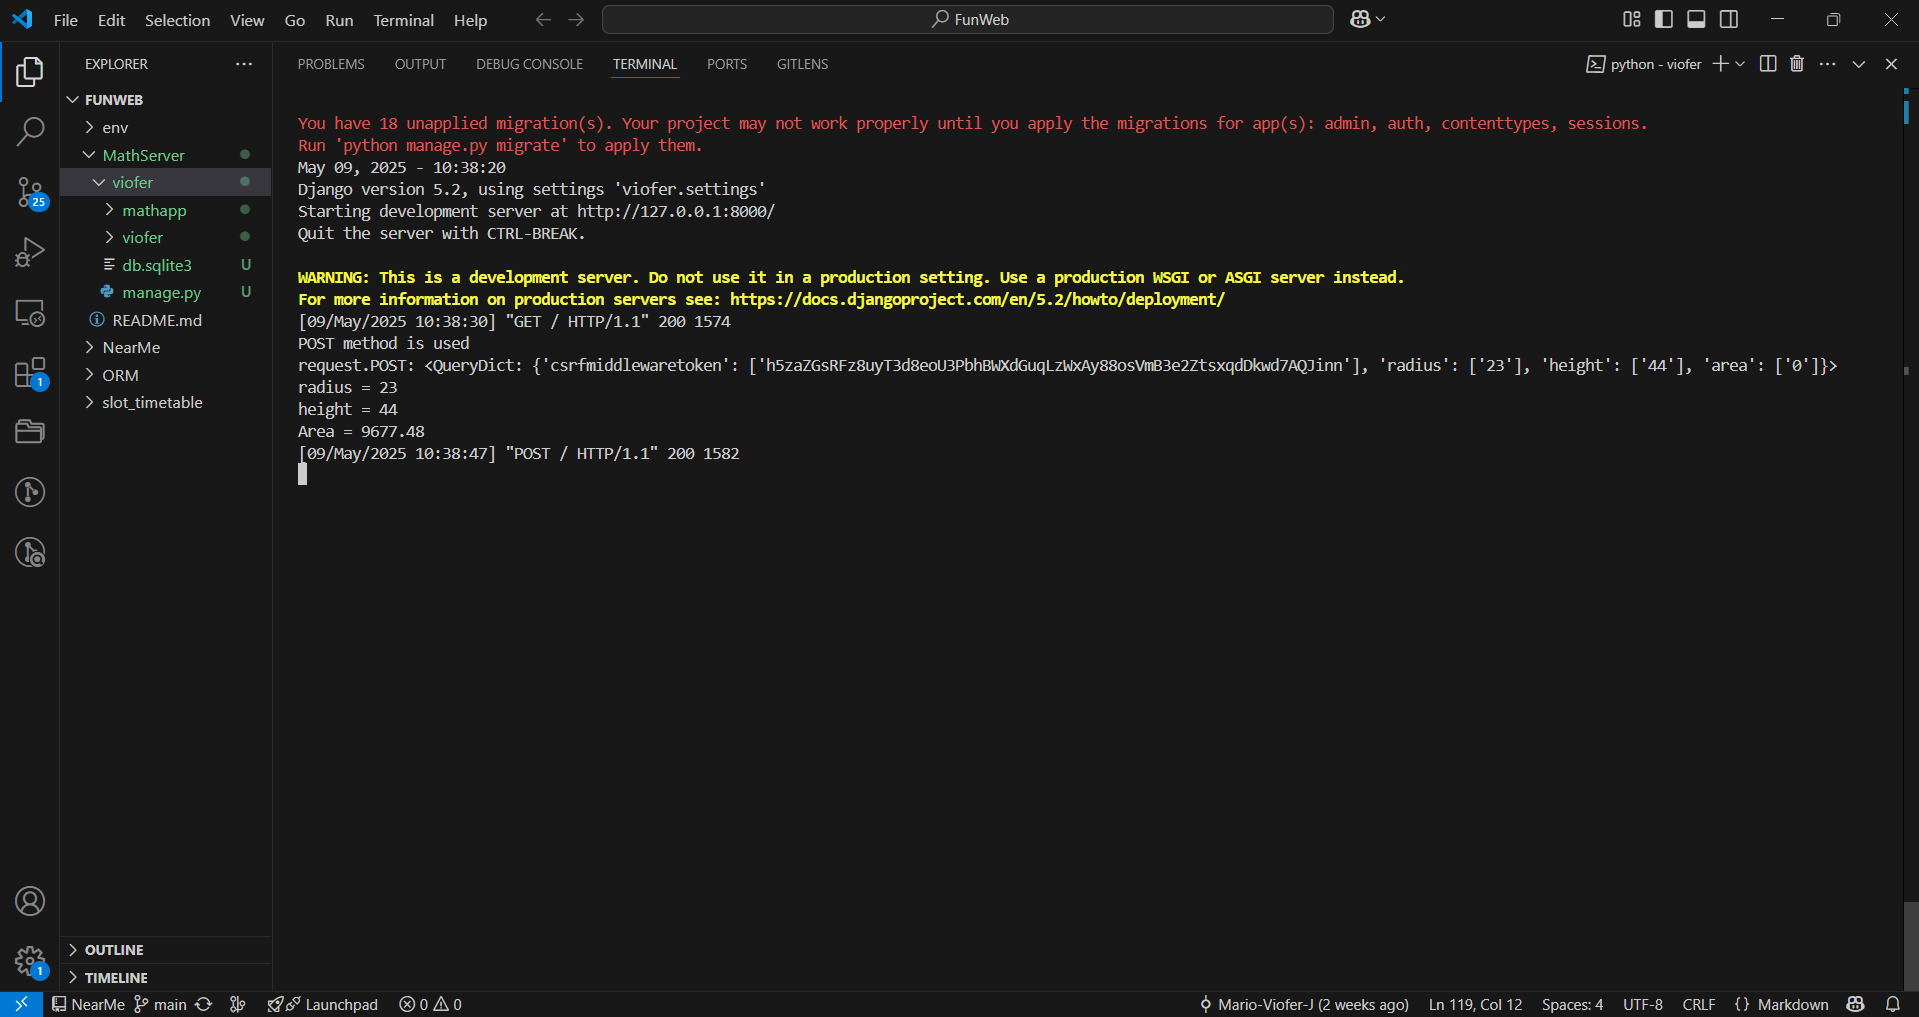 File Edit Selection View Go Run Terminal Help
FunWeb
EXPLORER
FUNWEB
env
MathServer
viofer
mathapp
viofer
db.sqlite3 U
manage.py U
README.md
NearMe
ORM
slot_timetable
OUTLINE
TIMELINE
25
1
1
PROBLEMS OUTPUT DEBUG CONSOLE TERMINAL PORTS GITLENS
python - viofer
You have 18 unapplied migration(s). Your project may not work properly until you apply the migrations for app(s): admin, auth, contenttypes, sessions.
Run 'python manage.py migrate' to apply them.
May 09, 2025 - 10:38:20
Django version 5.2, using settings 'viofer.settings'
Starting development server at http://127.0.0.1:8000/
Quit the server with CTRL-BREAK.
WARNING: This is a development server. Do not use it in a production setting. Use a production WSGI or ASGI server instead.
For more information on production servers see: https://docs.djangoproject.com/en/5.2/howto/deployment/
[09/May/2025 10:38:30] "GET / HTTP/1.1" 200 1574
POST method is used
request.POST: <QueryDict: {'csrfmiddlewaretoken': ['h5zaZGsRFz8uyT3d8eoU3PbhBWXdGuqLzWxAy88osVmB3e2ZtsxqdDkwd7AQJinn'], 'radius': ['23'], 'height': ['44'], 'area': ['0']}>
radius = 23
height = 44
Area = 9677.48
[09/May/2025 10:38:47] "POST / HTTP/1.1" 200 1582
NearMe main Launchpad 0 0 Mario-Viofer-J (2 weeks ago) Ln 119, Col 12 Spaces: 4 UTF-8 CRLF {} Markdown